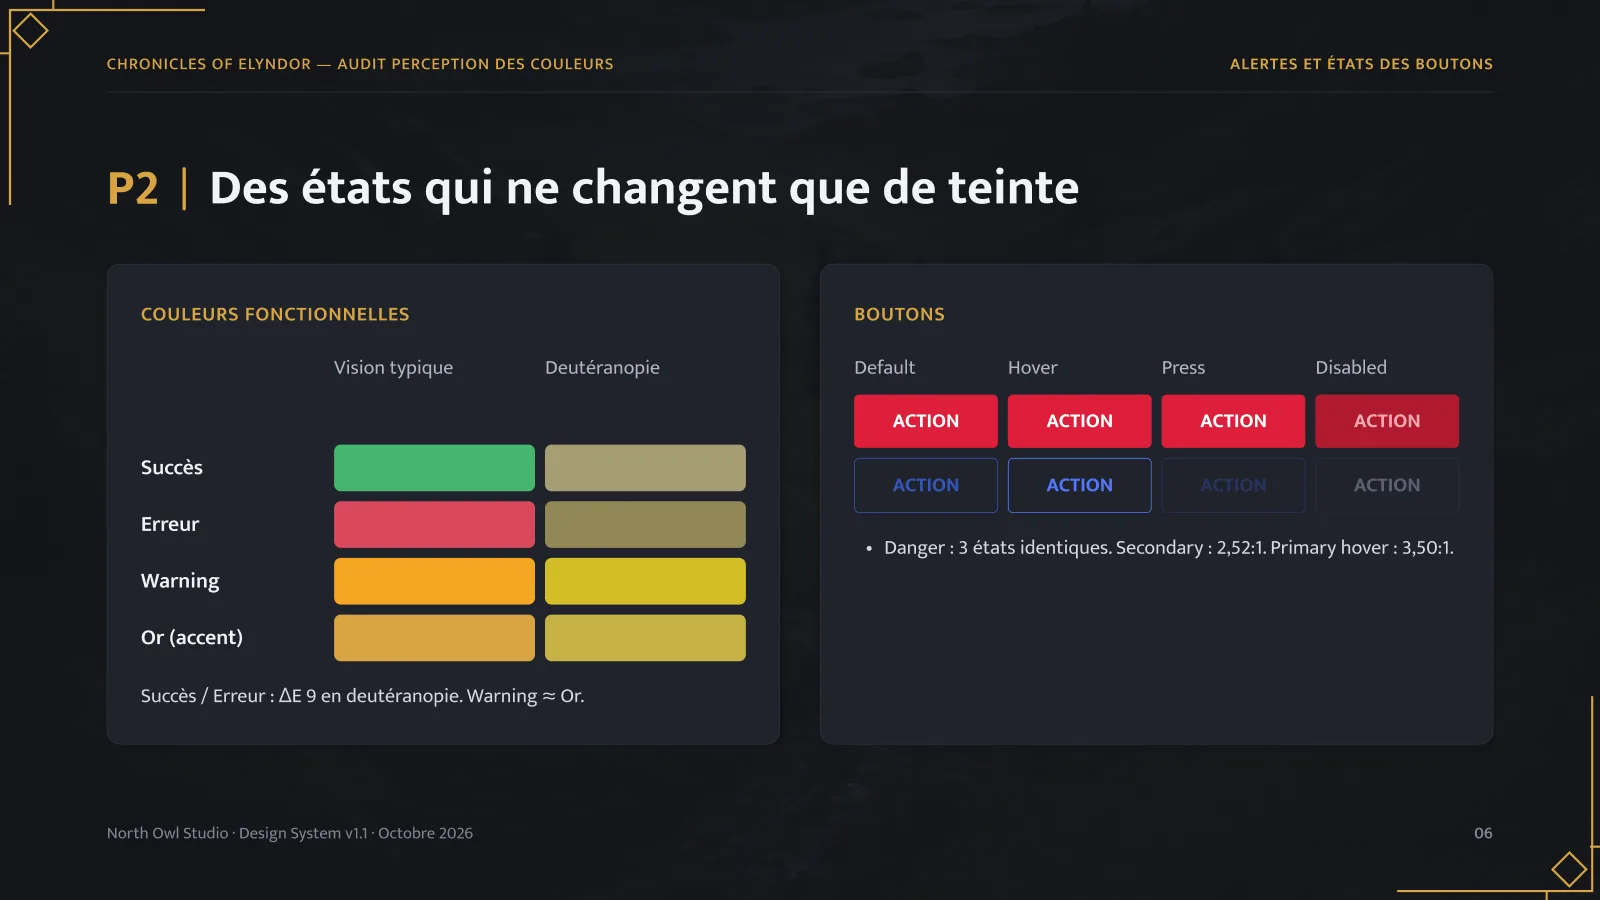 CHRONICLES OF ELYNDOR — AUDIT PERCEPTION DES COULEURS
ALERTES ET ÉTATS DES BOUTONS
P2 | Des états qui ne changent que de teinte
COULEURS FONCTIONNELLES
Vision typique Deutéranopie
Succès
Erreur
Warning
Or (accent)
Succès / Erreur : ΔE 9 en deutéranopie. Warning ≈ Or.
BOUTONS
Default Hover Press Disabled
ACTION ACTION ACTION ACTION
ACTION ACTION ACTION ACTION
• Danger : 3 états identiques. Secondary : 2,52:1. Primary hover : 3,50:1.
North Owl Studio · Design System v1.1 · Octobre 2026
06